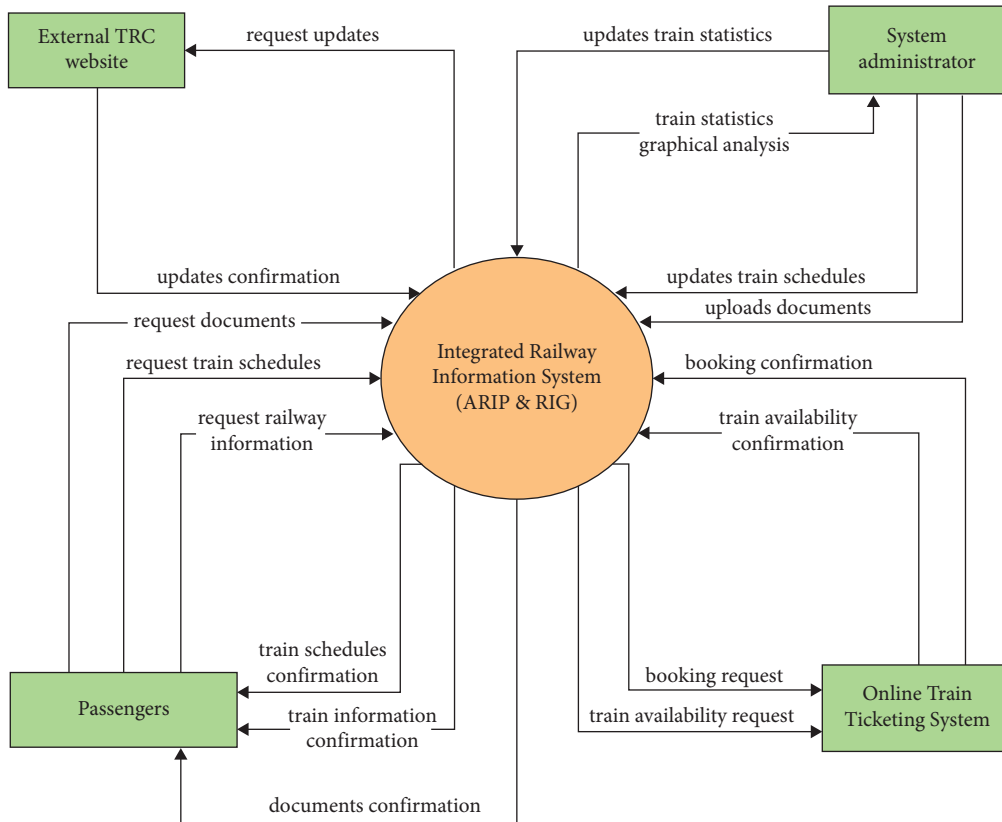 External TRC
website
request updates
updates train statistics
System
administrator
train statistics
graphical analysis
updates confirmation
updates train schedules
request documents
uploads documents
Integrated Railway
Information System
(ARIP & RIG)
request train schedules
booking confirmation
request railway
information
train availability
confirmation
train schedules
confirmation
booking request
Passengers
train information
confirmation
train availability request
Online Train
Ticketing System
documents confirmation